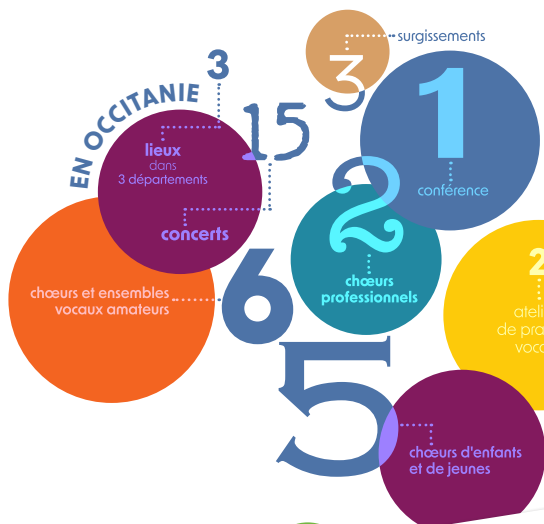 surgissements
3
EN OCCITANIE
3
15
1
lieux
dans
3 départements
conférence
2
concerts
2
chœurs
professionnels
6
chœurs et ensembles
vocaux amateurs
5
chœurs d'enfants
et de jeunes